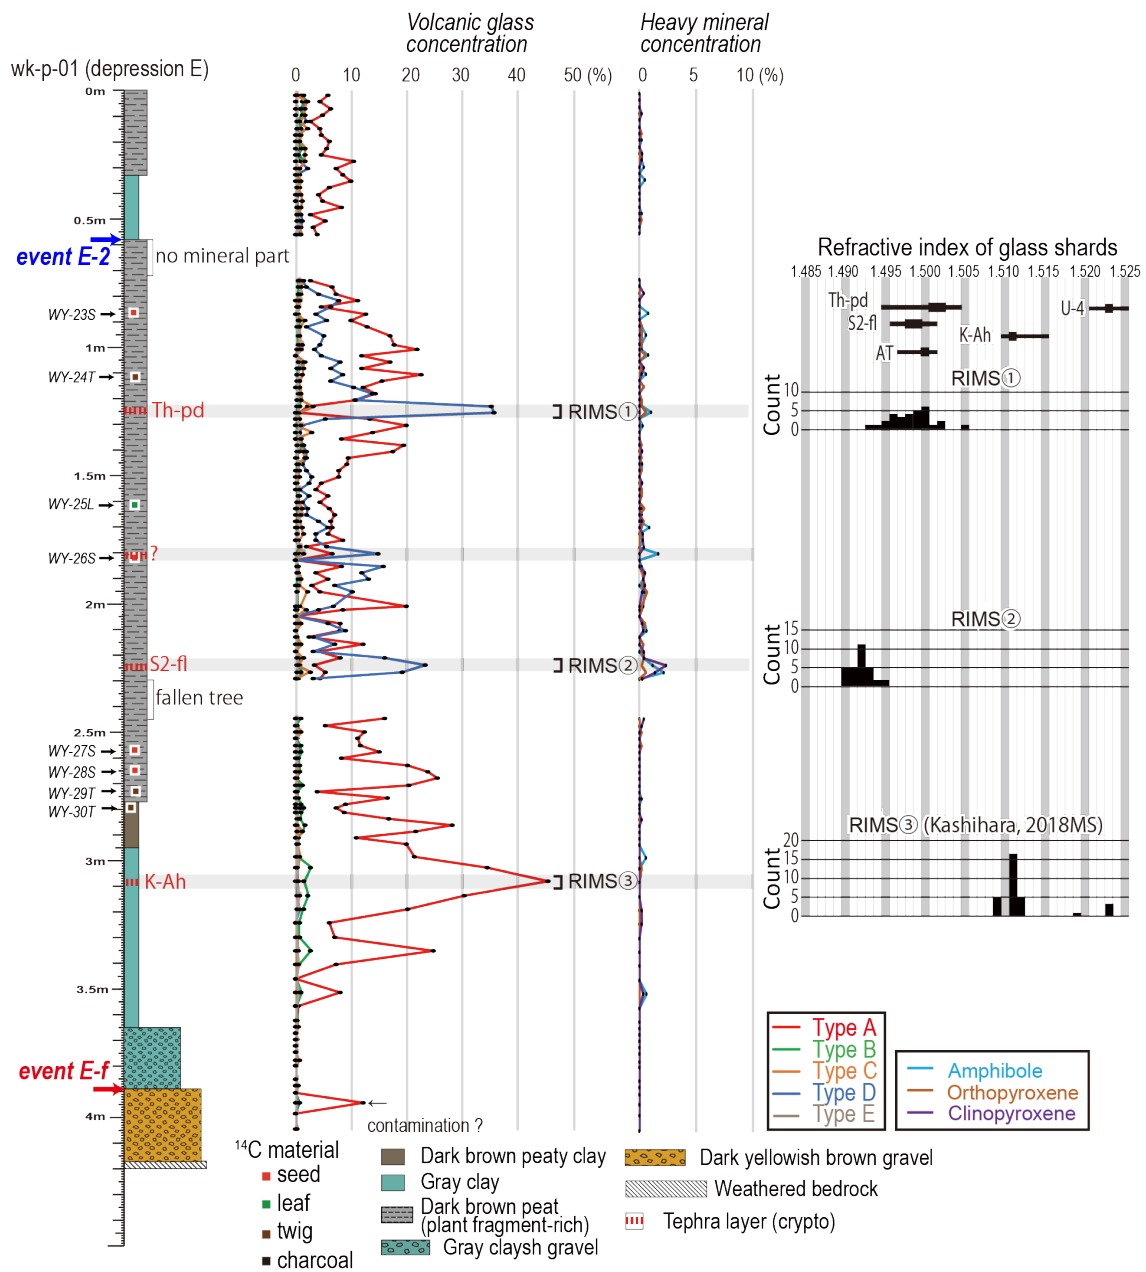 Volcanic glass
concentration
Heavy mineral
concentration
wk-p-01 (depression E)
0 10 20 30 40 50 (%)
0 5 10 (%)
0m
0.5m
event E-2
no mineral part
WY-23S
1m
WY-24T
Th-pd
RIMS①
1.5m
WY-25L
WY-26S
?
2m
S2-fl
RIMS②
fallen tree
2.5m
WY-27S
WY-28S
WY-29T
WY-30T
3m
K-Ah
RIMS③
3.5m
event E-f
4m
contamination ?
Refractive index of glass shards
1.485 1.490 1.495 1.500 1.505 1.510 1.515 1.520 1.525
Th-pd
U-4
S2-fl
K-Ah
AT
RIMS①
Count
10
5
0
RIMS②
Count
15
10
5
0
RIMS③ (Kashihara, 2018MS)
Count
20
15
10
5
0
Type A
Type B
Type C
Type D
Type E
Amphibole
Orthopyroxene
Clinopyroxene
14C material
seed
leaf
twig
charcoal
Dark brown peaty clay
Gray clay
Dark brown peat
(plant fragment-rich)
Gray claysh gravel
Dark yellowish brown gravel
Weathered bedrock
Tephra layer (crypto)